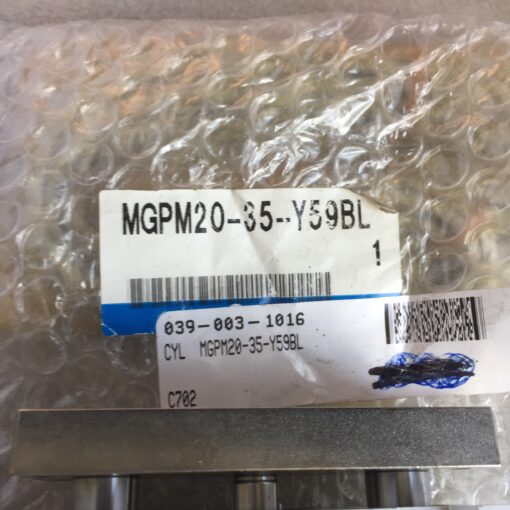 MGPM20-35--Y59BL
1
039-003-1016
CYL MGPM20-35-Y59BL
C702